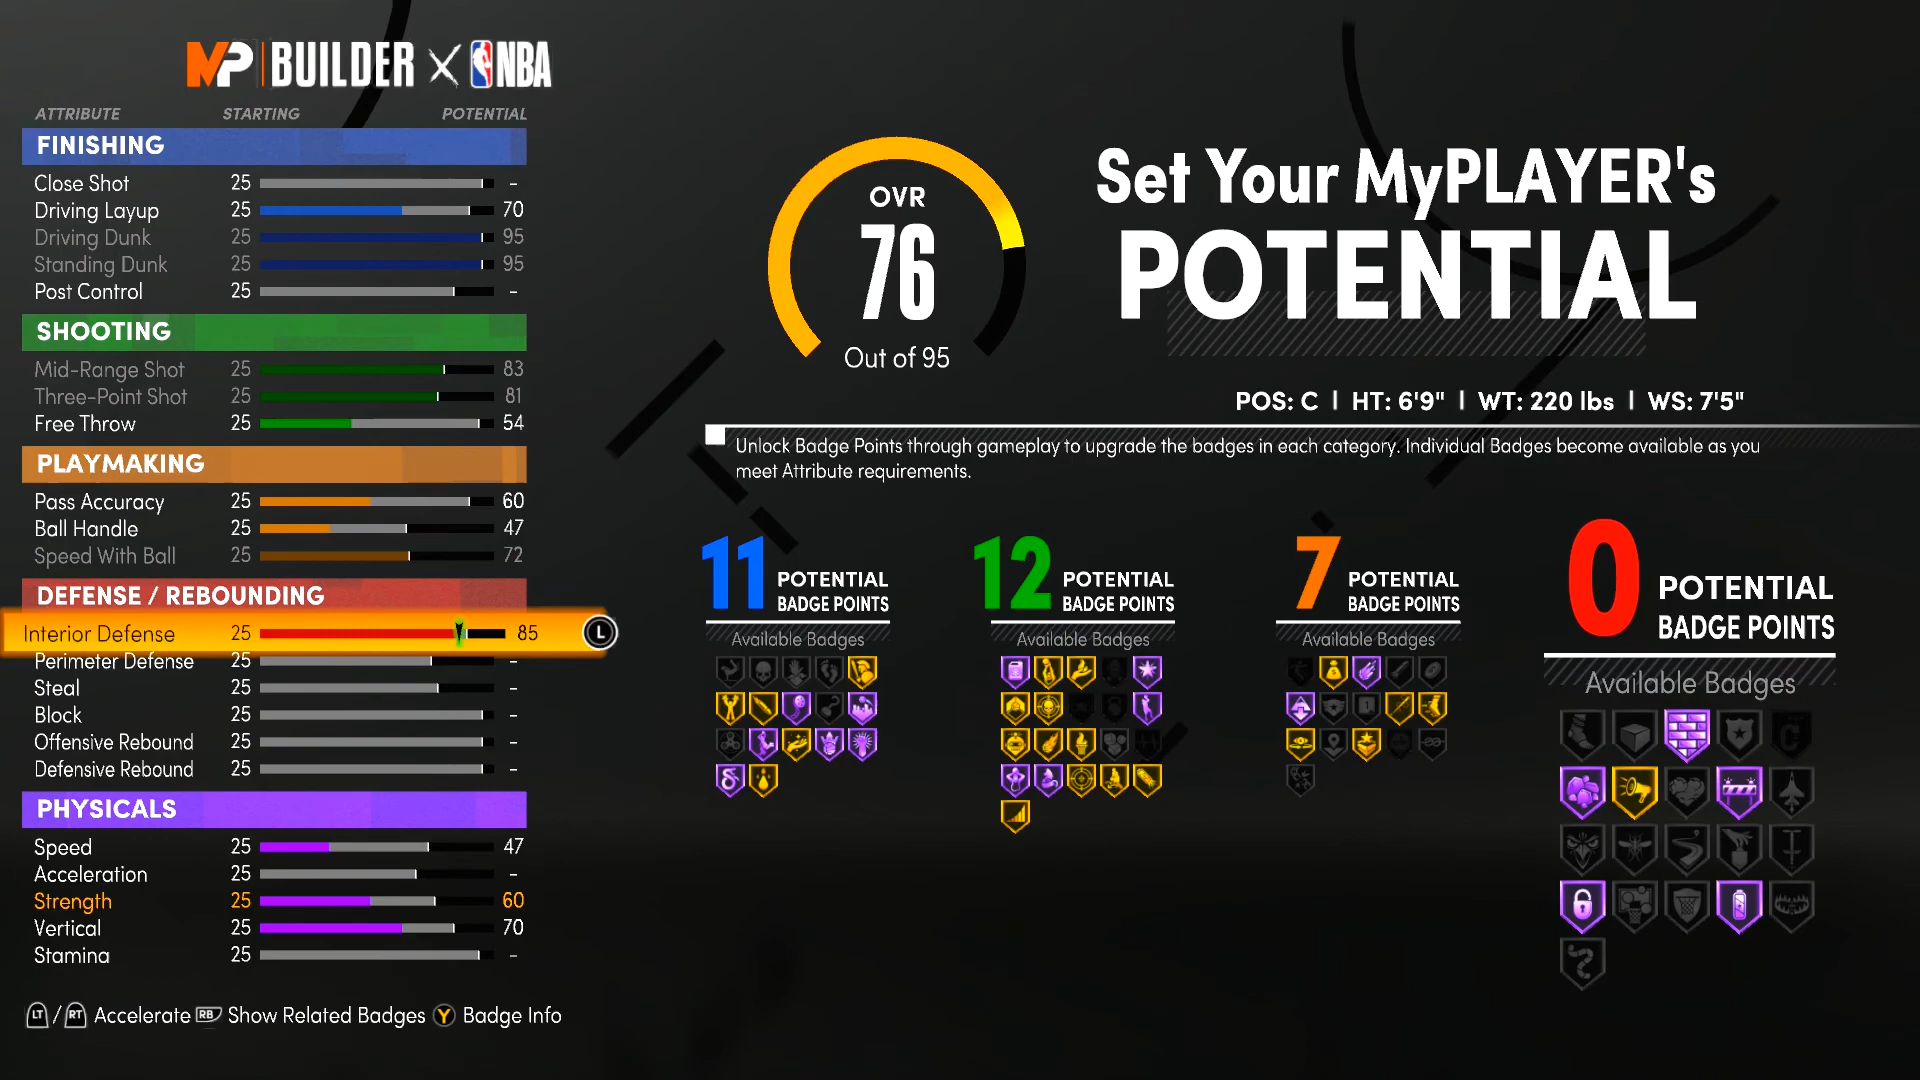 MP | BUILDER X NBA
ATTRIBUTE STARTING POTENTIAL
FINISHING
Close Shot 25 -
Driving Layup 25 70
Driving Dunk 25 95
Standing Dunk 25 95
Post Control 25 -
SHOOTING
Mid-Range Shot 25 83
Three-Point Shot 25 81
Free Throw 25 54
PLAYMAKING
Pass Accuracy 25 60
Ball Handle 25 47
Speed With Ball 25 72
DEFENSE / REBOUNDING
Interior Defense 25 85 L
Perimeter Defense 25 -
Steal 25 -
Block 25 -
Offensive Rebound 25 -
Defensive Rebound 25 -
PHYSICALS
Speed 25 47
Acceleration 25 -
Strength 25 60
Vertical 25 70
Stamina 25 -
LT / RT Accelerate RB Show Related Badges Y Badge Info
OVR
76
Out of 95
Set Your MyPLAYER's
POTENTIAL
POS: C | HT: 6'9" | WT: 220 lbs | WS: 7'5"
Unlock Badge Points through gameplay to upgrade the badges in each category. Individual Badges become available as you
meet Attribute requirements.
11 POTENTIAL
BADGE POINTS
Available Badges
12 POTENTIAL
BADGE POINTS
Available Badges
7 POTENTIAL
BADGE POINTS
Available Badges
0 POTENTIAL
BADGE POINTS
Available Badges